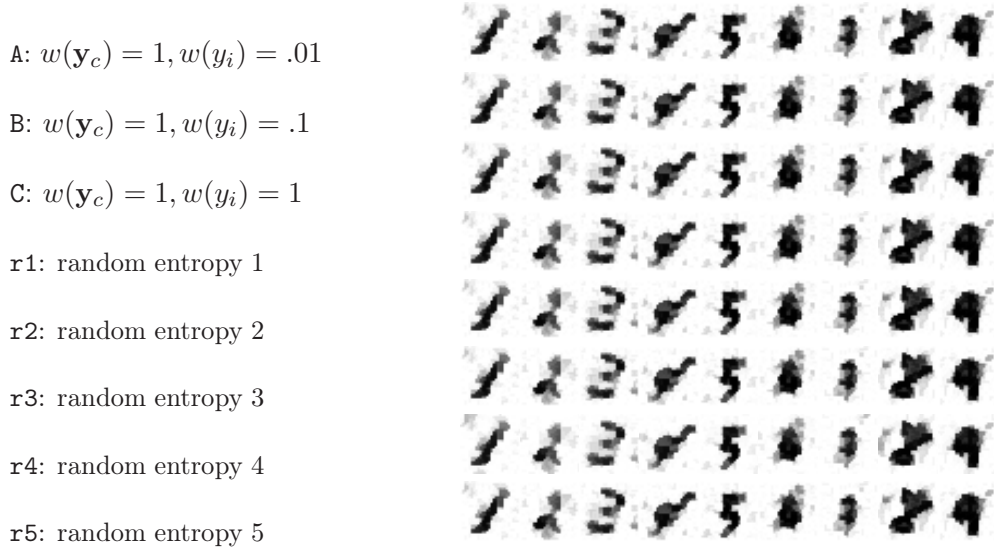 A: w(y_c) = 1, w(y_i) = .01
B: w(y_c) = 1, w(y_i) = .1
C: w(y_c) = 1, w(y_i) = 1
r1: random entropy 1
r2: random entropy 2
r3: random entropy 3
r4: random entropy 4
r5: random entropy 5